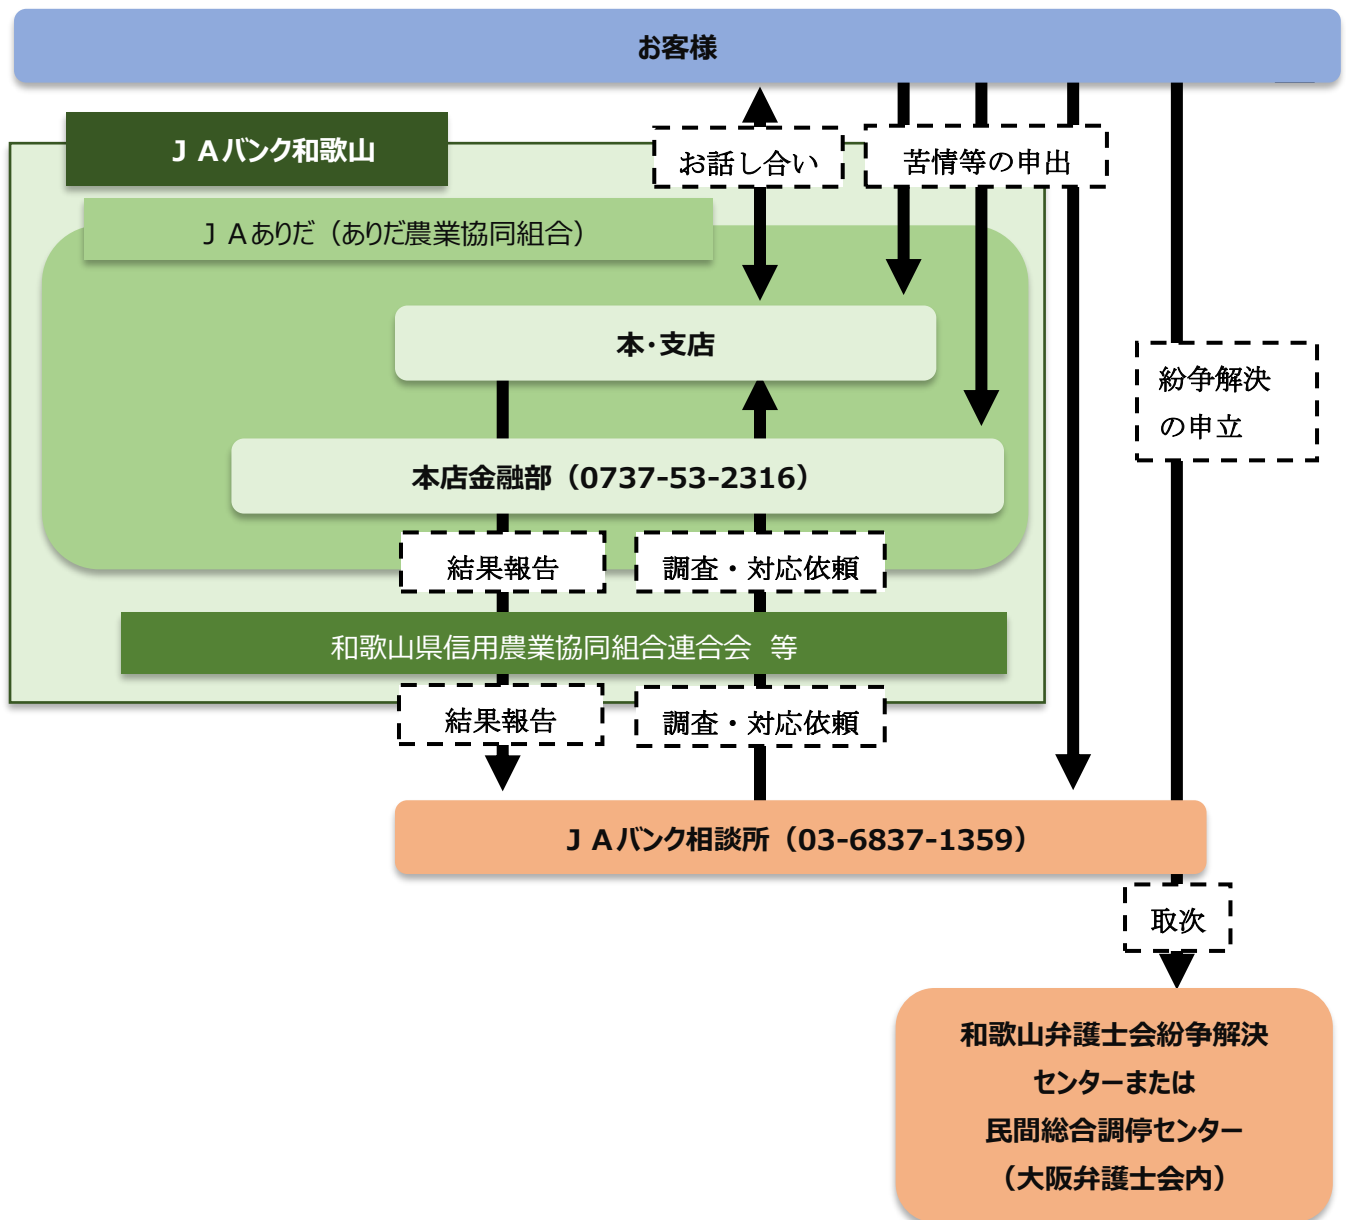 お客様
ＪＡバンク和歌山
お話し合い
苦情等の申出
ＪＡありだ（ありだ農業協同組合）
本・支店
紛争解決
の申立
本店金融部（0737-53-2316）
結果報告
調査・対応依頼
和歌山県信用農業協同組合連合会　等
結果報告
調査・対応依頼
ＪＡバンク相談所（03-6837-1359）
取次
和歌山弁護士会紛争解決
センターまたは
民間総合調停センター
（大阪弁護士会内）